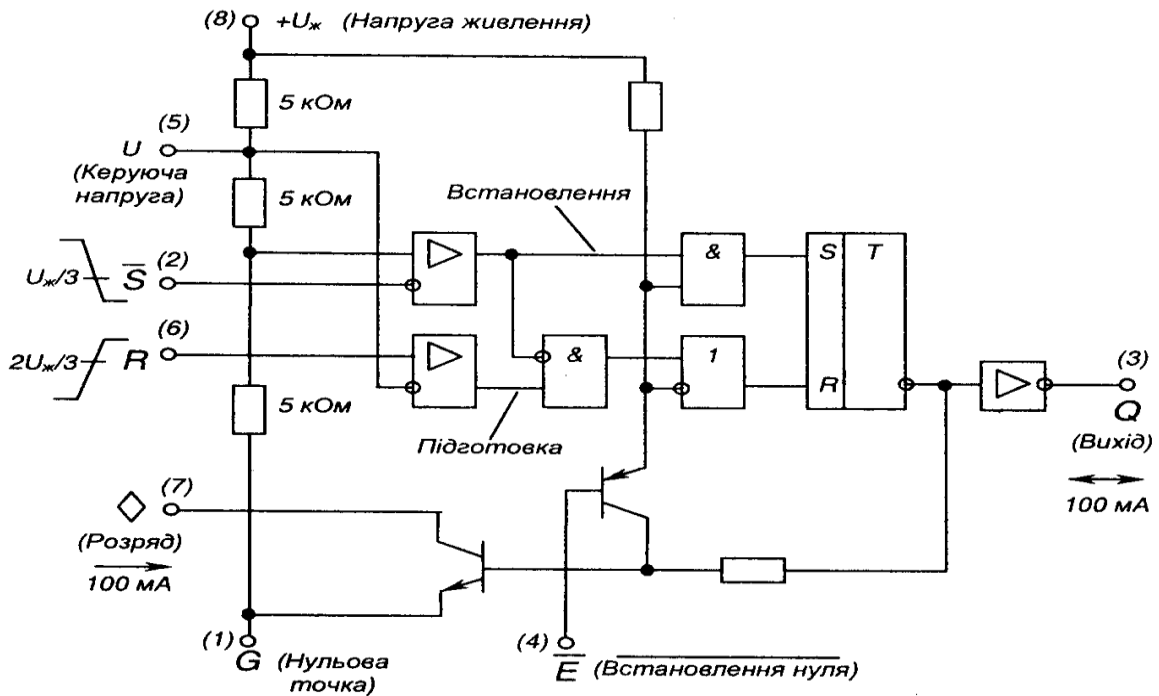 (8) +Uж (Напруга живлення)
5 кОм
(5)
U
(Керуюча
напруга)
5 кОм
Встановлення
&
S T
Uж/3 S̅ (2)
(6)
2Uж/3 R
&
1
R
(3)
Q
(Вихід)
100 мА
5 кОм
Підготовка
(7)
(Розряд)
100 мА
(1)
G (Нульова
точка)
(4)
E̅ (Встановлення нуля)